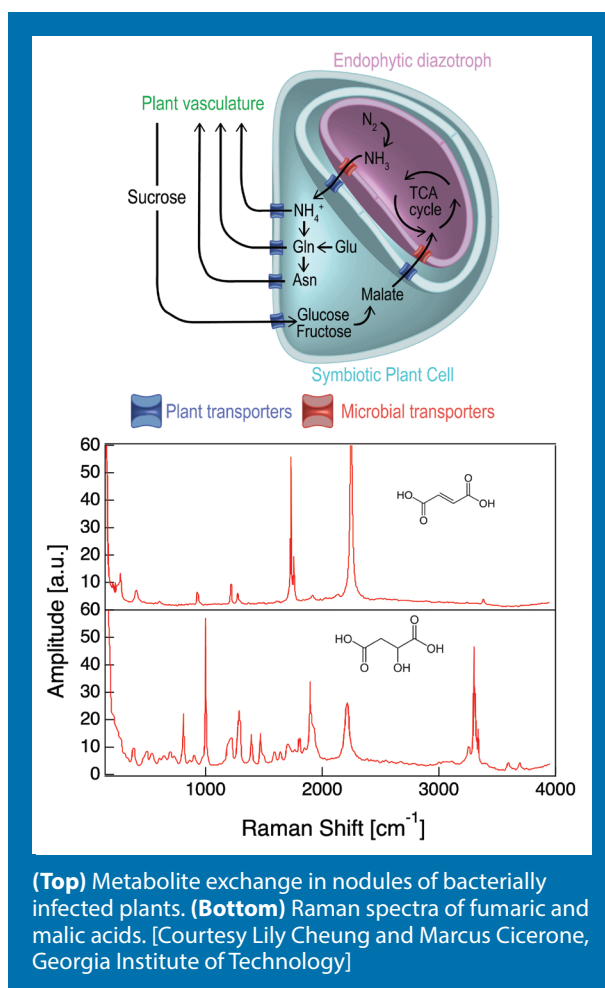 Endophytic diazotroph
Plant vasculature
N2
NH3
Sucrose
TCA
cycle
NH4+
Gln
Glu
Asn
Malate
Glucose
Fructose
Symbiotic Plant Cell
Plant transporters
Microbial transporters
60
50
40
30
20
10
O
HO
OH
O
60
50
40
30
20
10
0
O
HO
OH
O
OH
Amplitude [a.u.]
1000
2000
3000
4000
Raman Shift [cm-1]
(Top) Metabolite exchange in nodules of bacterially
infected plants. (Bottom) Raman spectra of fumaric and
malic acids. [Courtesy Lily Cheung and Marcus Cicerone,
Georgia Institute of Technology]